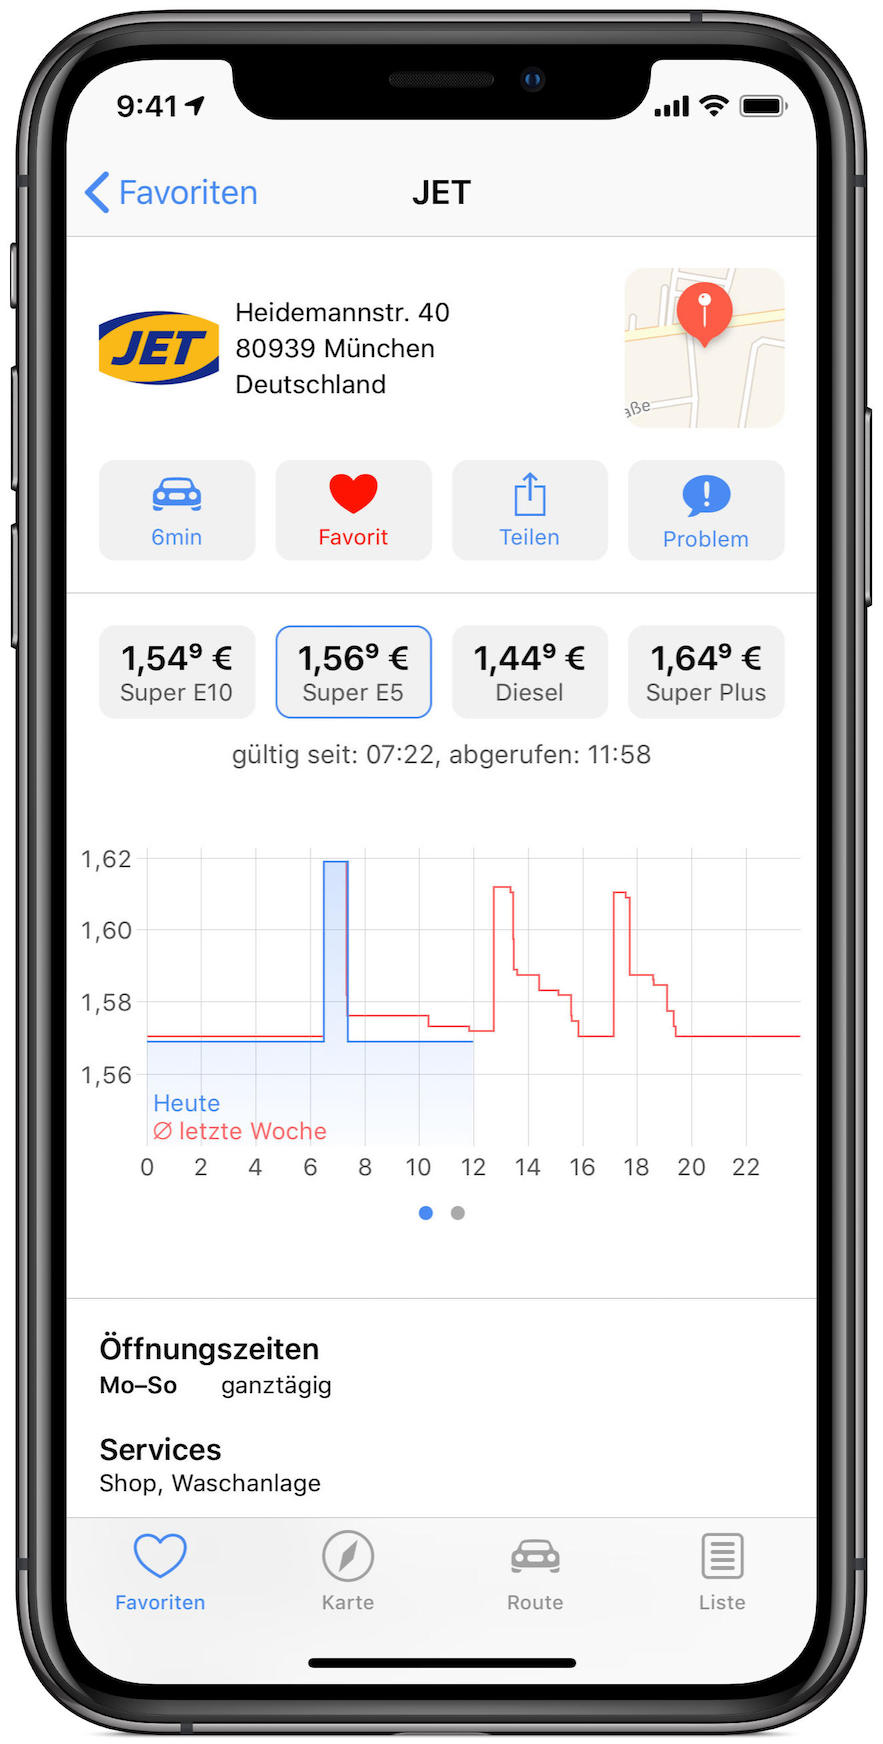 9:41
Favoriten
JET
JET
Heidemannstr. 40
80939 München
Deutschland
aße
6min
Favorit
Teilen
Problem
1,54⁹ €
Super E10
1,56⁹ €
Super E5
1,44⁹ €
Diesel
1,64⁹ €
Super Plus
gültig seit: 07:22, abgerufen: 11:58
1,62
1,60
1,58
1,56
Heute
Ø letzte Woche
0 2 4 6 8 10 12 14 16 18 20 22
Öffnungszeiten
Mo–So ganztägig
Services
Shop, Waschanlage
Favoriten
Karte
Route
Liste